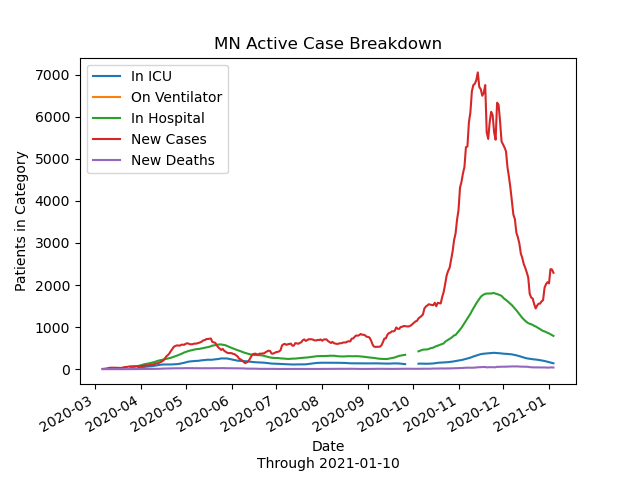 MN Active Case Breakdown
In ICU
On Ventilator
In Hospital
New Cases
New Deaths
Patients in Category
7000
6000
5000
4000
3000
2000
1000
0
2020-03
2020-04
2020-05
2020-06
2020-07
2020-08
2020-09
2020-10
2020-11
2020-12
2021-01
Date
Through 2021-01-10